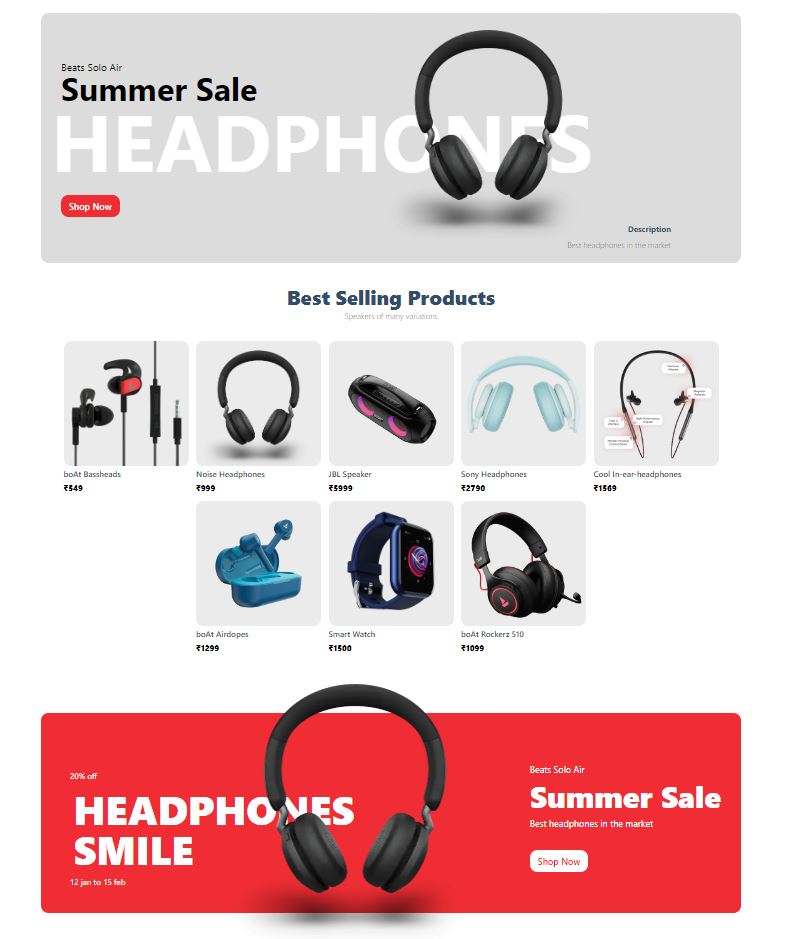 Beats Solo Air
Summer Sale
HEADPHONES
Shop Now
Description
Best headphones in the market
Best Selling Products
Speakers of many variations
boAt Bassheads
₹549
Noise Headphones
₹999
JBL Speaker
₹5999
Sony Headphones
₹2790
Cool In-ear-headphones
₹1569
boAt Airdopes
₹1299
Smart Watch
₹1500
boAt Rockerz 510
₹1099
20% off
HEADPHONES
SMILE
12 jan to 15 feb
Beats Solo Air
Summer Sale
Best headphones in the market
Shop Now